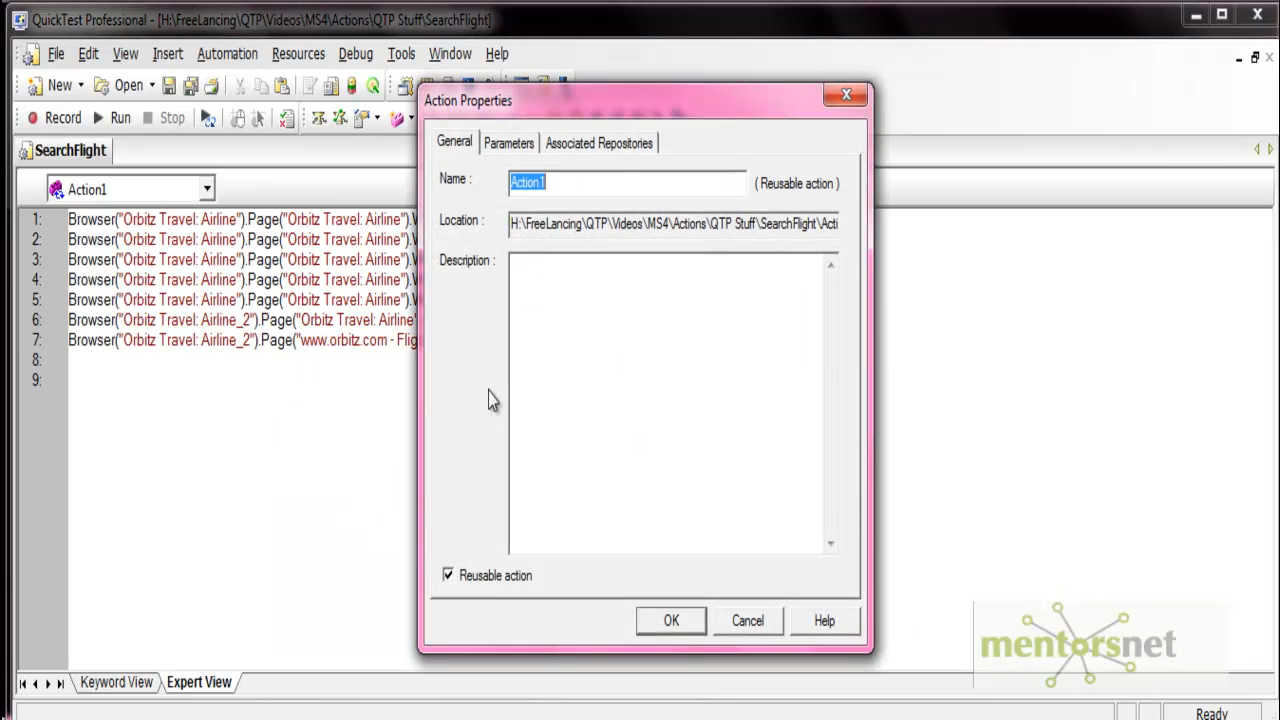 QuickTest Professional - [H:\FreeLancing\QTP\Videos\MS4\Actions\QTP Stuff\SearchFlight]
File Edit View Insert Automation Resources Debug Tools Window Help
New Open
Record Run Stop
SearchFlight
Action1
1: Browser("Orbitz Travel: Airline").Page("Orbitz Travel: Airline").
2: Browser("Orbitz Travel: Airline").Page("Orbitz Travel: Airline").
3: Browser("Orbitz Travel: Airline").Page("Orbitz Travel: Airline").
4: Browser("Orbitz Travel: Airline").Page("Orbitz Travel: Airline").
5: Browser("Orbitz Travel: Airline").Page("Orbitz Travel: Airline").
6: Browser("Orbitz Travel: Airline_2").Page("Orbitz Travel: Airline"
7: Browser("Orbitz Travel: Airline_2").Page("www.orbitz.com - Flig
8:
9:
Action Properties
General Parameters Associated Repositories
Name : Action1 ( Reusable action )
Location : H:\FreeLancing\QTP\Videos\MS4\Actions\QTP Stuff\SearchFlight\Acti
Description :
Reusable action
OK Cancel Help
mentorsnet
Keyword View Expert View
Ready